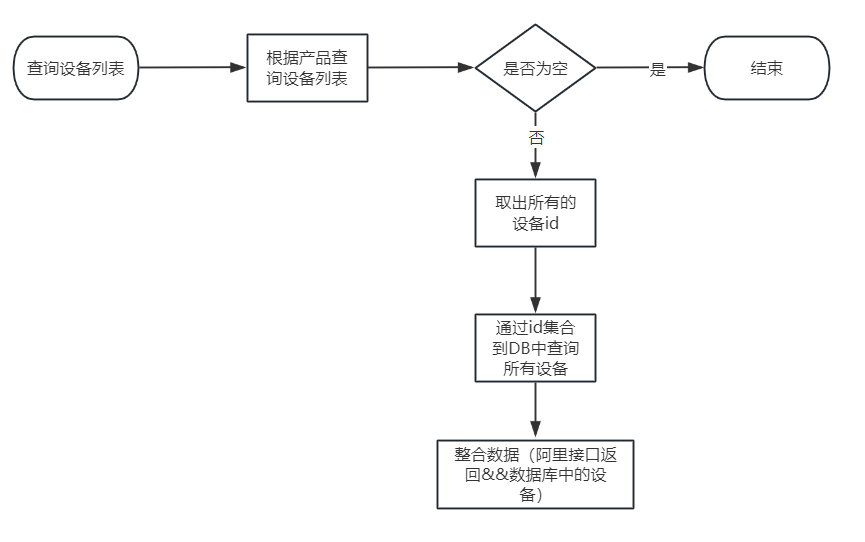 查询设备列表
根据产品查
询设备列表
是否为空
是
结束
否
取出所有的
设备id
通过id集合
到DB中查询
所有设备
整合数据（阿里接口返
回&&数据库中的设
备）